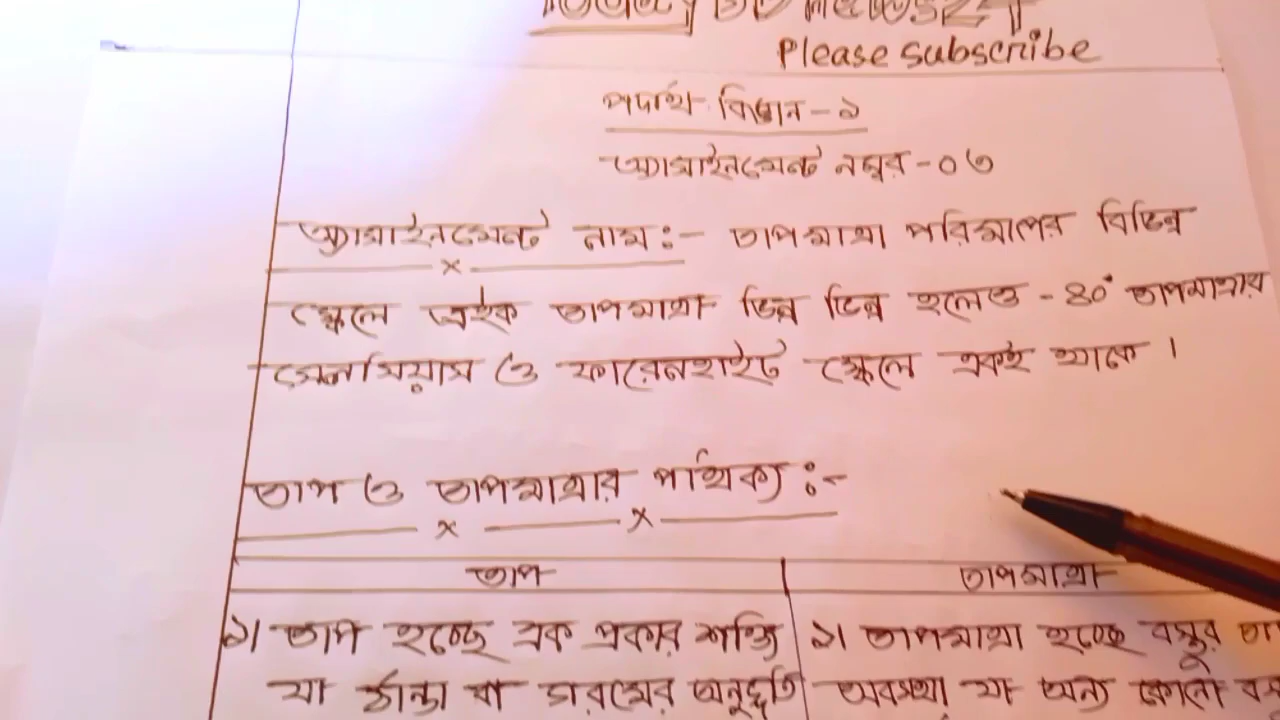 Please subscribe
পদার্থ বিজ্ঞান - ১
অ্যাসাইনমেন্ট নম্বর - ০৩
অ্যাসাইনমেন্ট নাম :- তাপমাত্রা পরিমাপের বিভিন্ন
স্কেলে একই তাপমাত্রা ভিন্ন ভিন্ন হলেও - 80° তাপমাত্রায়
সেলসিয়াস ও ফারেনহাইট স্কেলে একই থাকে ।
তাপ ও তাপমাত্রার পার্থক্য :-
তাপ তাপমাত্রা
১। তাপ হচ্ছে এক প্রকার শক্তি ১। তাপমাত্রা হচ্ছে বস্তুর
যা ঠান্ডা বা গরমের অনুভূতি অবস্থা যা অন্য কোনো